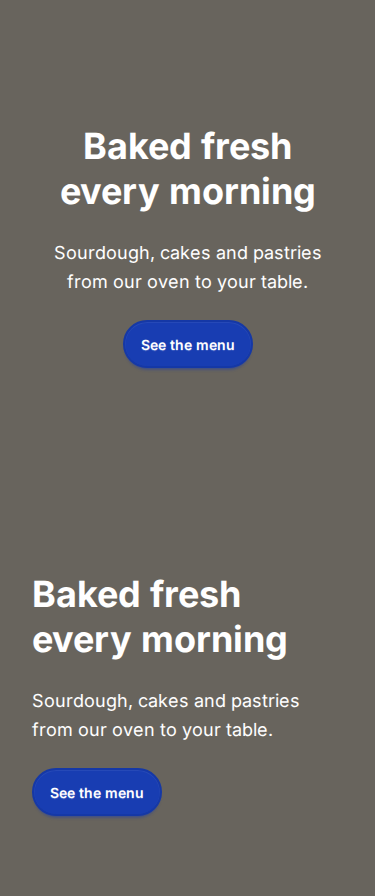 Baked fresh
every morning
Sourdough, cakes and pastries
from our oven to your table.
See the menu
Baked fresh
every morning
Sourdough, cakes and pastries
from our oven to your table.
See the menu